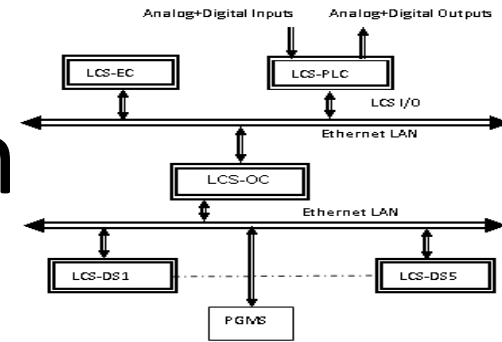 Analog+Digital Inputs Analog+Digital Outputs
LCS-EC LCS-PLC
LCS I/O
Ethernet LAN
n
LCS-OC
Ethernet LAN
LCS-DS1 LCS-DS5
PGMS